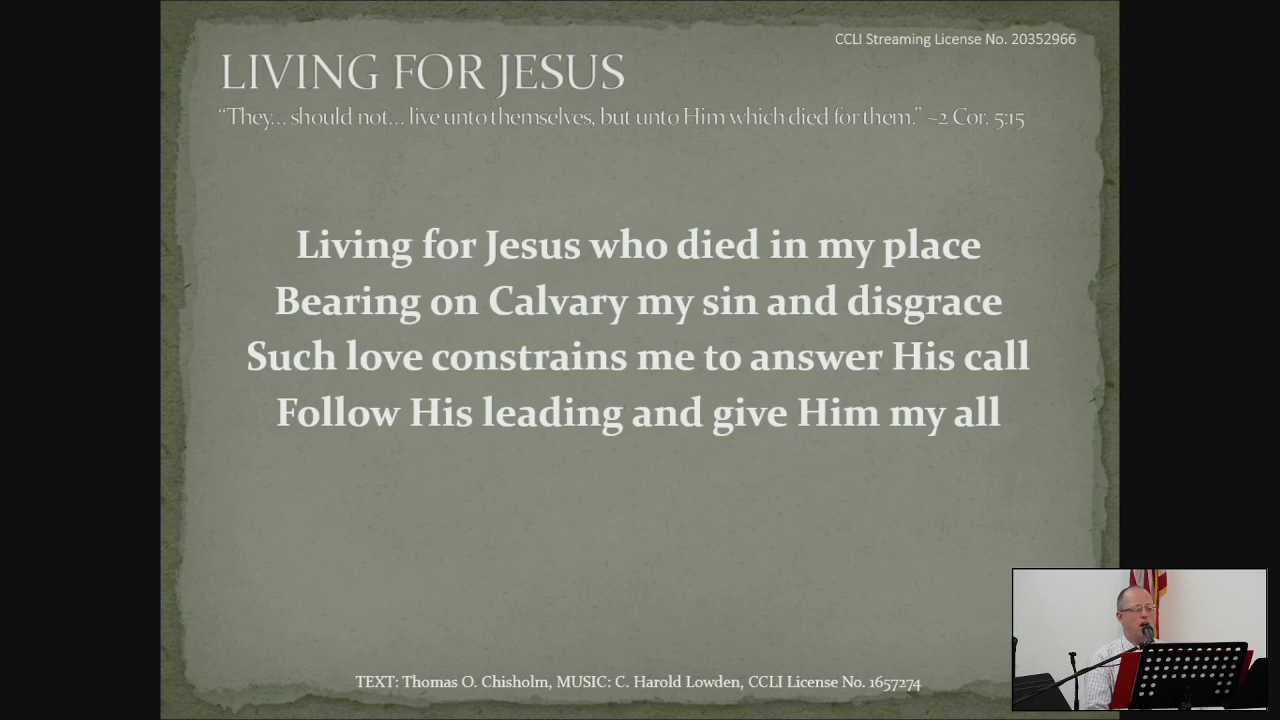 CCLI Streaming License No. 20352966
LIVING FOR JESUS
“They... should not... live unto themselves, but unto Him which died for them.” ~2 Cor. 5:15
Living for Jesus who died in my place
Bearing on Calvary my sin and disgrace
Such love constrains me to answer His call
Follow His leading and give Him my all
TEXT: Thomas O. Chisholm, MUSIC: C. Harold Lowden, CCLI License No. 1657274